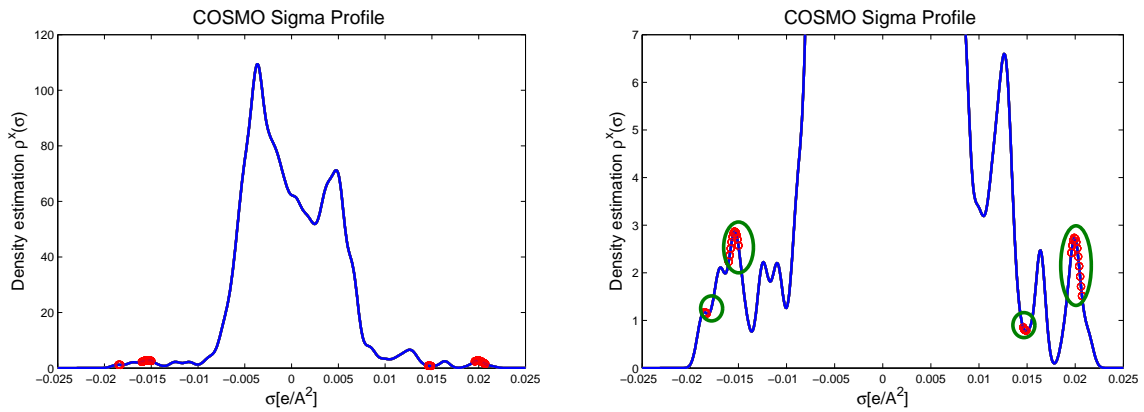 COSMO Sigma Profile
Density estimation ρˣ(σ)
120
100
80
60
40
20
0
−0.025 −0.02 −0.015 −0.01 −0.005 0 0.005 0.01 0.015 0.02 0.025
σ[e/A²]
COSMO Sigma Profile
Density estimation ρˣ(σ)
7
6
5
4
3
2
1
0
−0.025 −0.02 −0.015 −0.01 −0.005 0 0.005 0.01 0.015 0.02 0.025
σ[e/A²]